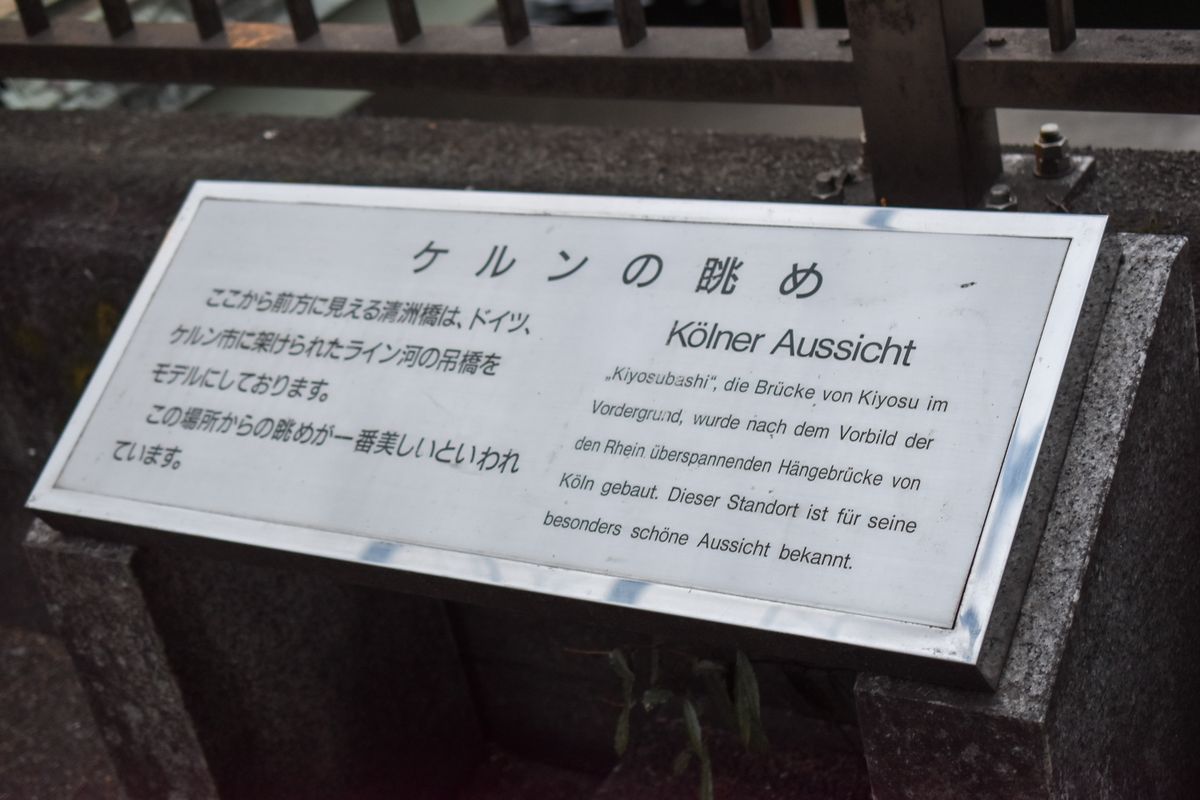 ケルンの眺め
ここから前方に見える清洲橋は、ドイツ、
ケルン市に架けられたライン河の吊橋を
モデルにしております。
この場所からの眺めが一番美しいといわれ
ています。
Kölner Aussicht
„Kiyosubashi“, die Brücke von Kiyosu im
Vordergrund, wurde nach dem Vorbild der
den Rhein überspannenden Hängebrücke von
Köln gebaut. Dieser Standort ist für seine
besonders schöne Aussicht bekannt.